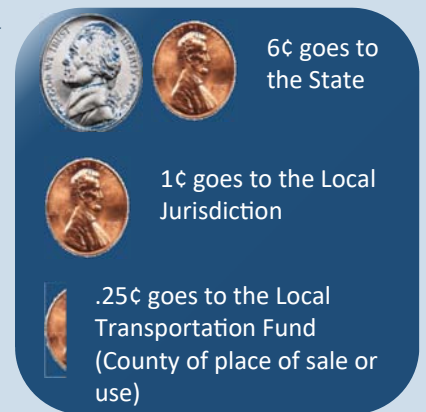 6¢ goes to
the State
1¢ goes to the Local
Jurisdiction
.25¢ goes to the Local
Transportation Fund
(County of place of sale or
use)